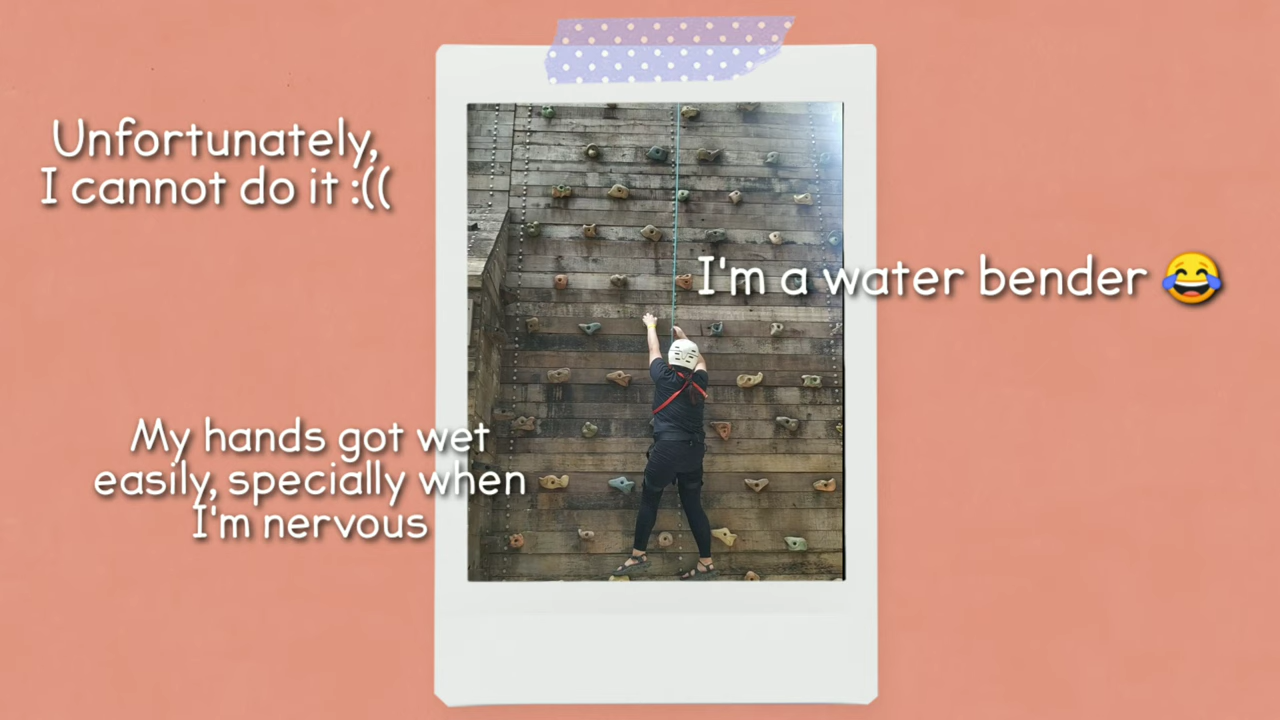 Unfortunately,
I cannot do it :((
I'm a water bender 😂
My hands got wet
easily, specially when
I'm nervous